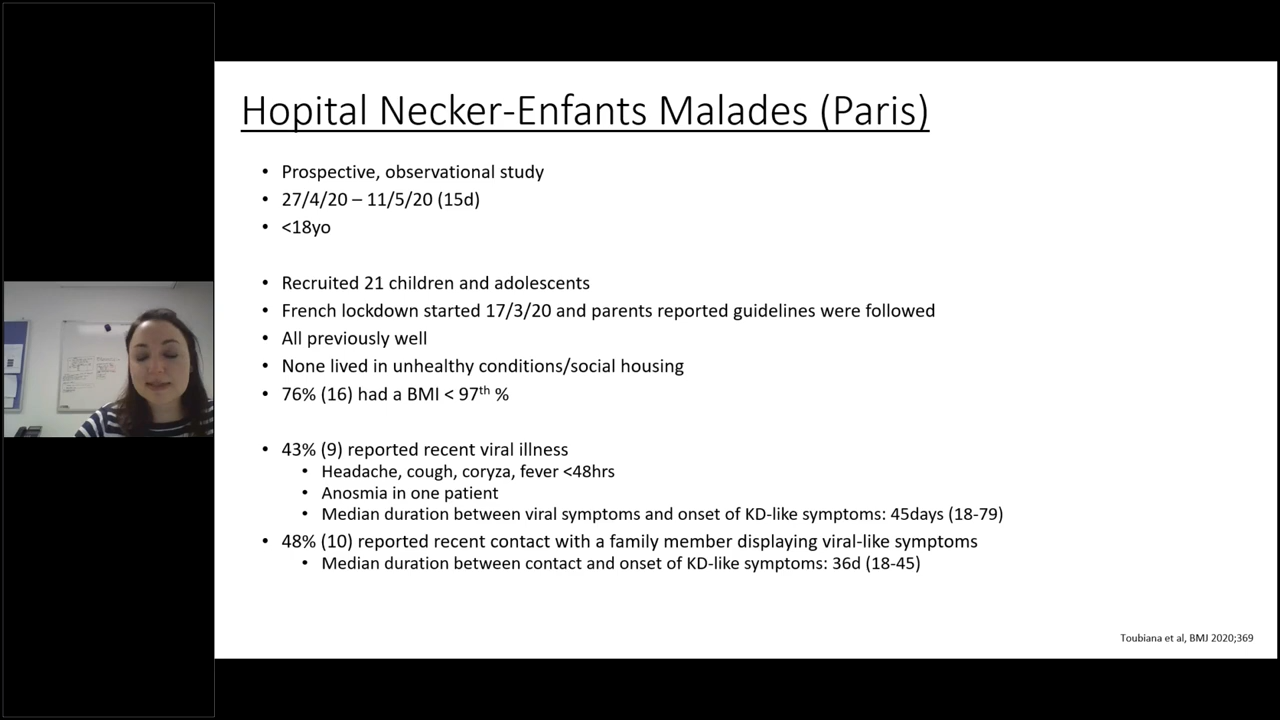 Hopital Necker-Enfants Malades (Paris)
• Prospective, observational study
• 27/4/20 – 11/5/20 (15d)
• <18yo
• Recruited 21 children and adolescents
• French lockdown started 17/3/20 and parents reported guidelines were followed
• All previously well
• None lived in unhealthy conditions/social housing
• 76% (16) had a BMI < 97th %
• 43% (9) reported recent viral illness
• Headache, cough, coryza, fever <48hrs
• Anosmia in one patient
• Median duration between viral symptoms and onset of KD-like symptoms: 45days (18-79)
• 48% (10) reported recent contact with a family member displaying viral-like symptoms
• Median duration between contact and onset of KD-like symptoms: 36d (18-45)
Toubiana et al, BMJ 2020;369